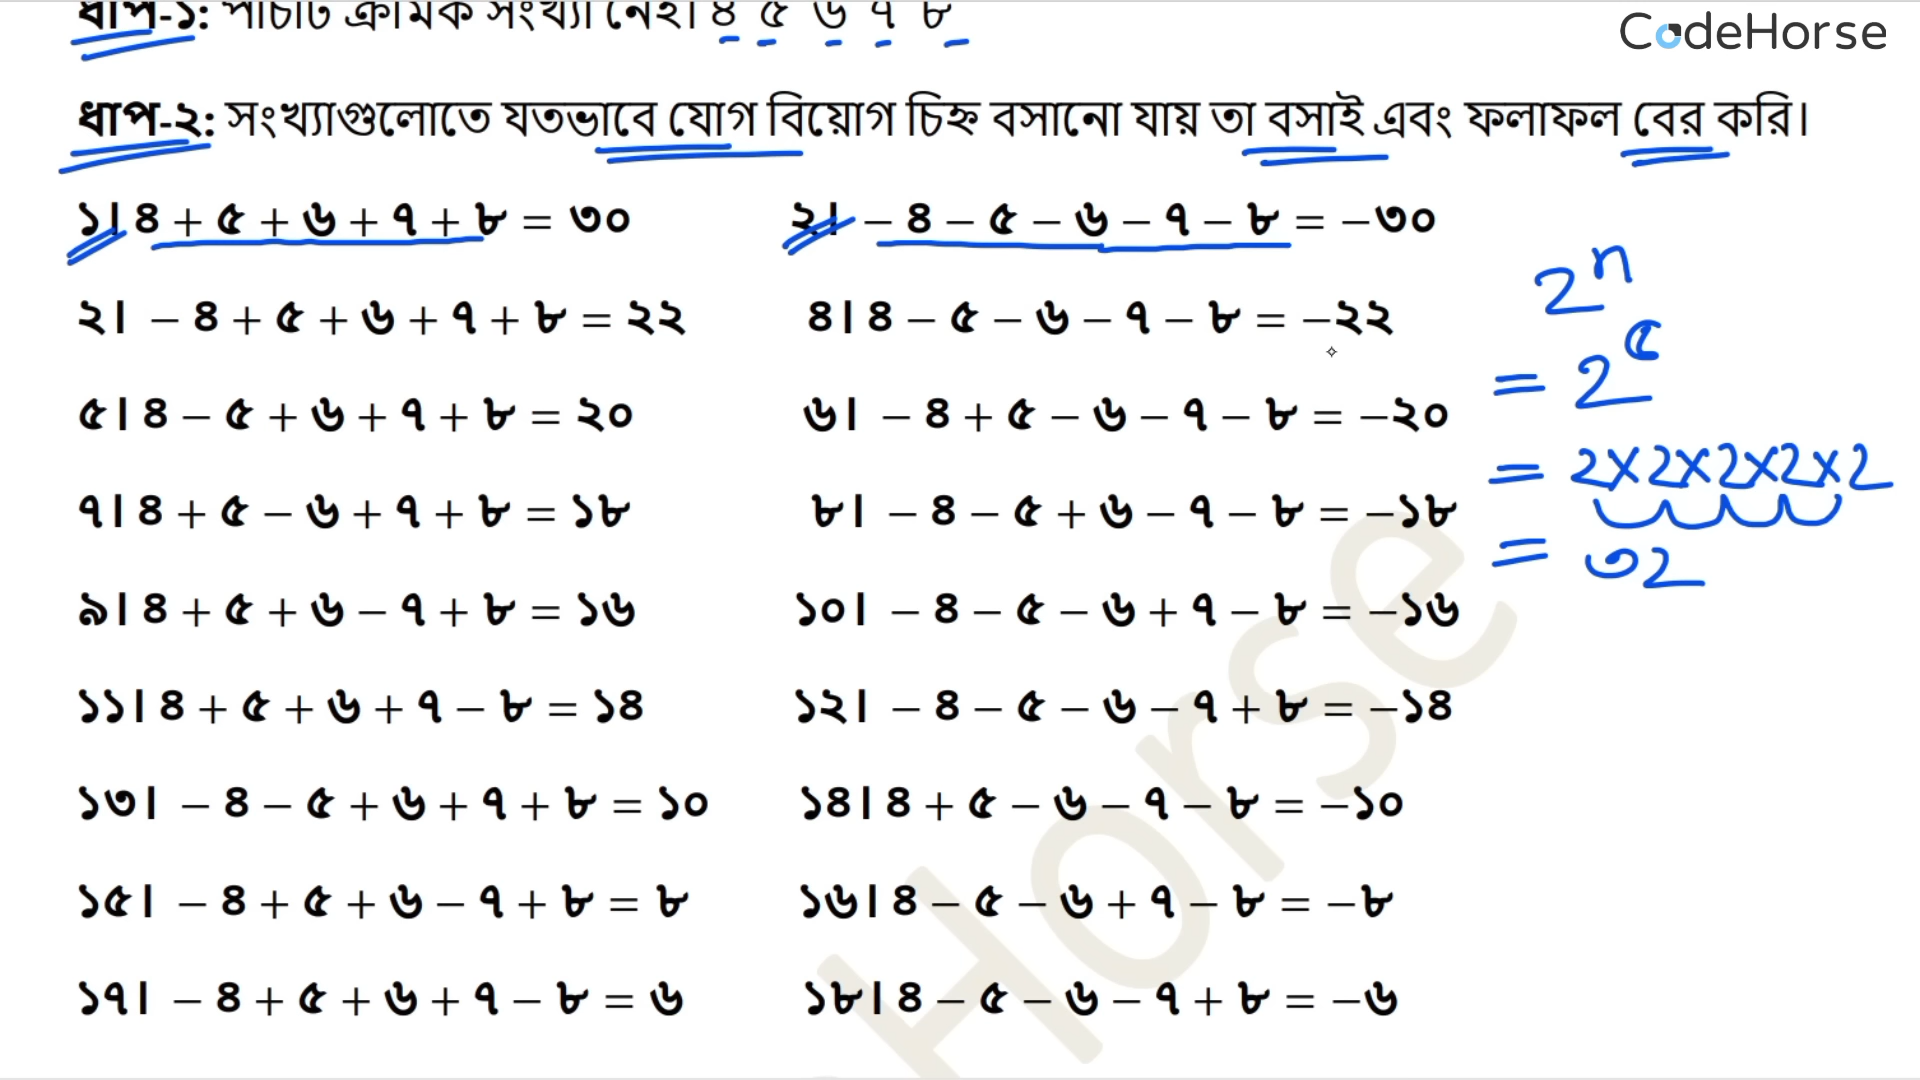 ধাপ-১: পাঁচটি ক্রমিক সংখ্যা নেই। ৪ ৫ ৬ ৭ ৮
CodeHorse
ধাপ-২: সংখ্যাগুলোতে যতভাবে যোগ বিয়োগ চিহ্ন বসানো যায় তা বসাই এবং ফলাফল বের করি।
১। ৪ + ৫ + ৬ + ৭ + ৮ = ৩০
২। − ৪ − ৫ − ৬ − ৭ − ৮ = −৩০
২। − ৪ + ৫ + ৬ + ৭ + ৮ = ২২
৪। ৪ − ৫ − ৬ − ৭ − ৮ = −২২
৫। ৪ − ৫ + ৬ + ৭ + ৮ = ২০
৬। − ৪ + ৫ − ৬ − ৭ − ৮ = −২০
৭। ৪ + ৫ − ৬ + ৭ + ৮ = ১৮
৮। − ৪ − ৫ + ৬ − ৭ − ৮ = −১৮
৯। ৪ + ৫ + ৬ − ৭ + ৮ = ১৬
১০। − ৪ − ৫ − ৬ + ৭ − ৮ = −১৬
১১। ৪ + ৫ + ৬ + ৭ − ৮ = ১৪
১২। − ৪ − ৫ − ৬ − ৭ + ৮ = −১৪
১৩। − ৪ − ৫ + ৬ + ৭ + ৮ = ১০
১৪। ৪ + ৫ − ৬ − ৭ − ৮ = −১০
১৫। − ৪ + ৫ + ৬ − ৭ + ৮ = ৮
১৬। ৪ − ৫ − ৬ + ৭ − ৮ = −৮
১৭। − ৪ + ৫ + ৬ + ৭ − ৮ = ৬
১৮। ৪ − ৫ − ৬ − ৭ + ৮ = −৬
2ⁿ
= 2^৫
= 2×2×2×2×2
= ৩2
Horse